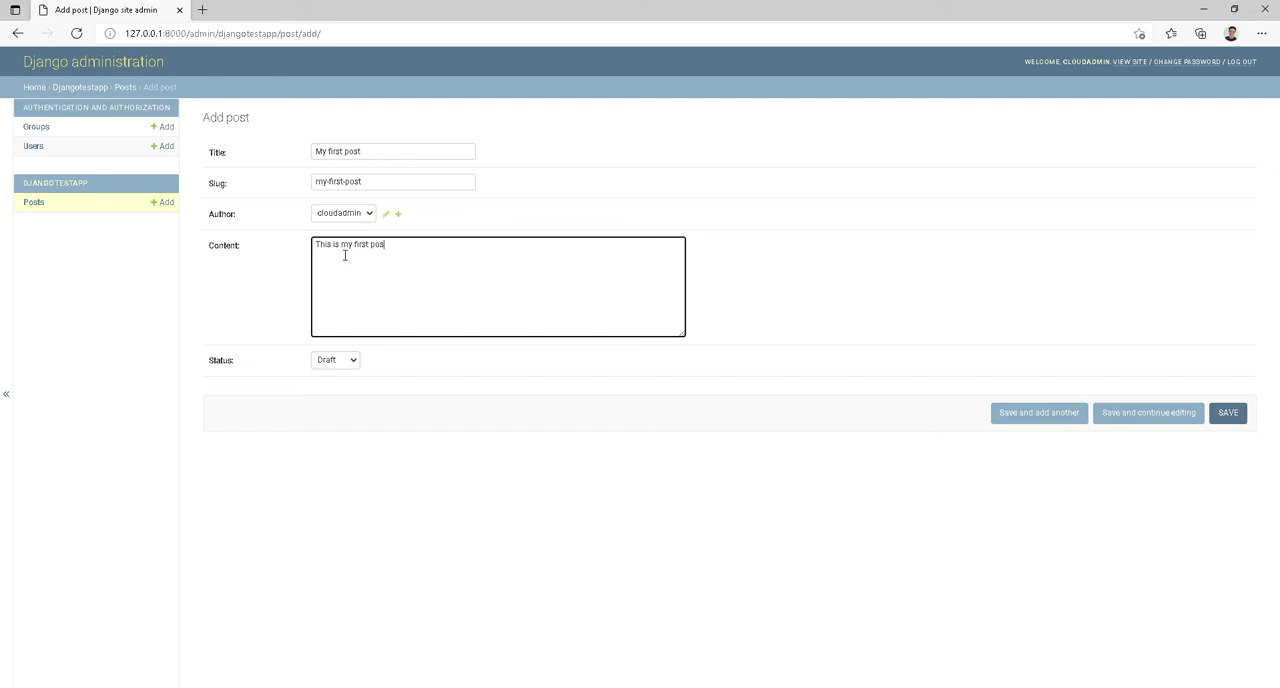 Add post | Django site admin
127.0.0.1:8000/admin/djangotestapp/post/add/
Django administration
WELCOME, CLOUDADMIN. VIEW SITE / CHANGE PASSWORD / LOG OUT
Home › Djangotestapp › Posts › Add post
AUTHENTICATION AND AUTHORIZATION
Groups + Add
Users + Add
DJANGOTESTAPP
Posts + Add
Add post
Title: My first post
Slug: my-first-post
Author: cloudadmin
Content: This is my first pos
Status: Draft
Save and add another Save and continue editing SAVE